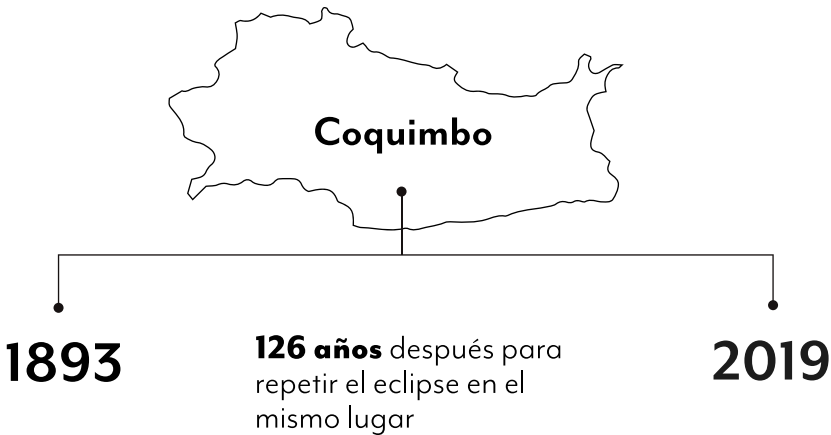 Coquimbo
1893
126 años después para
repetir el eclipse en el
mismo lugar
2019